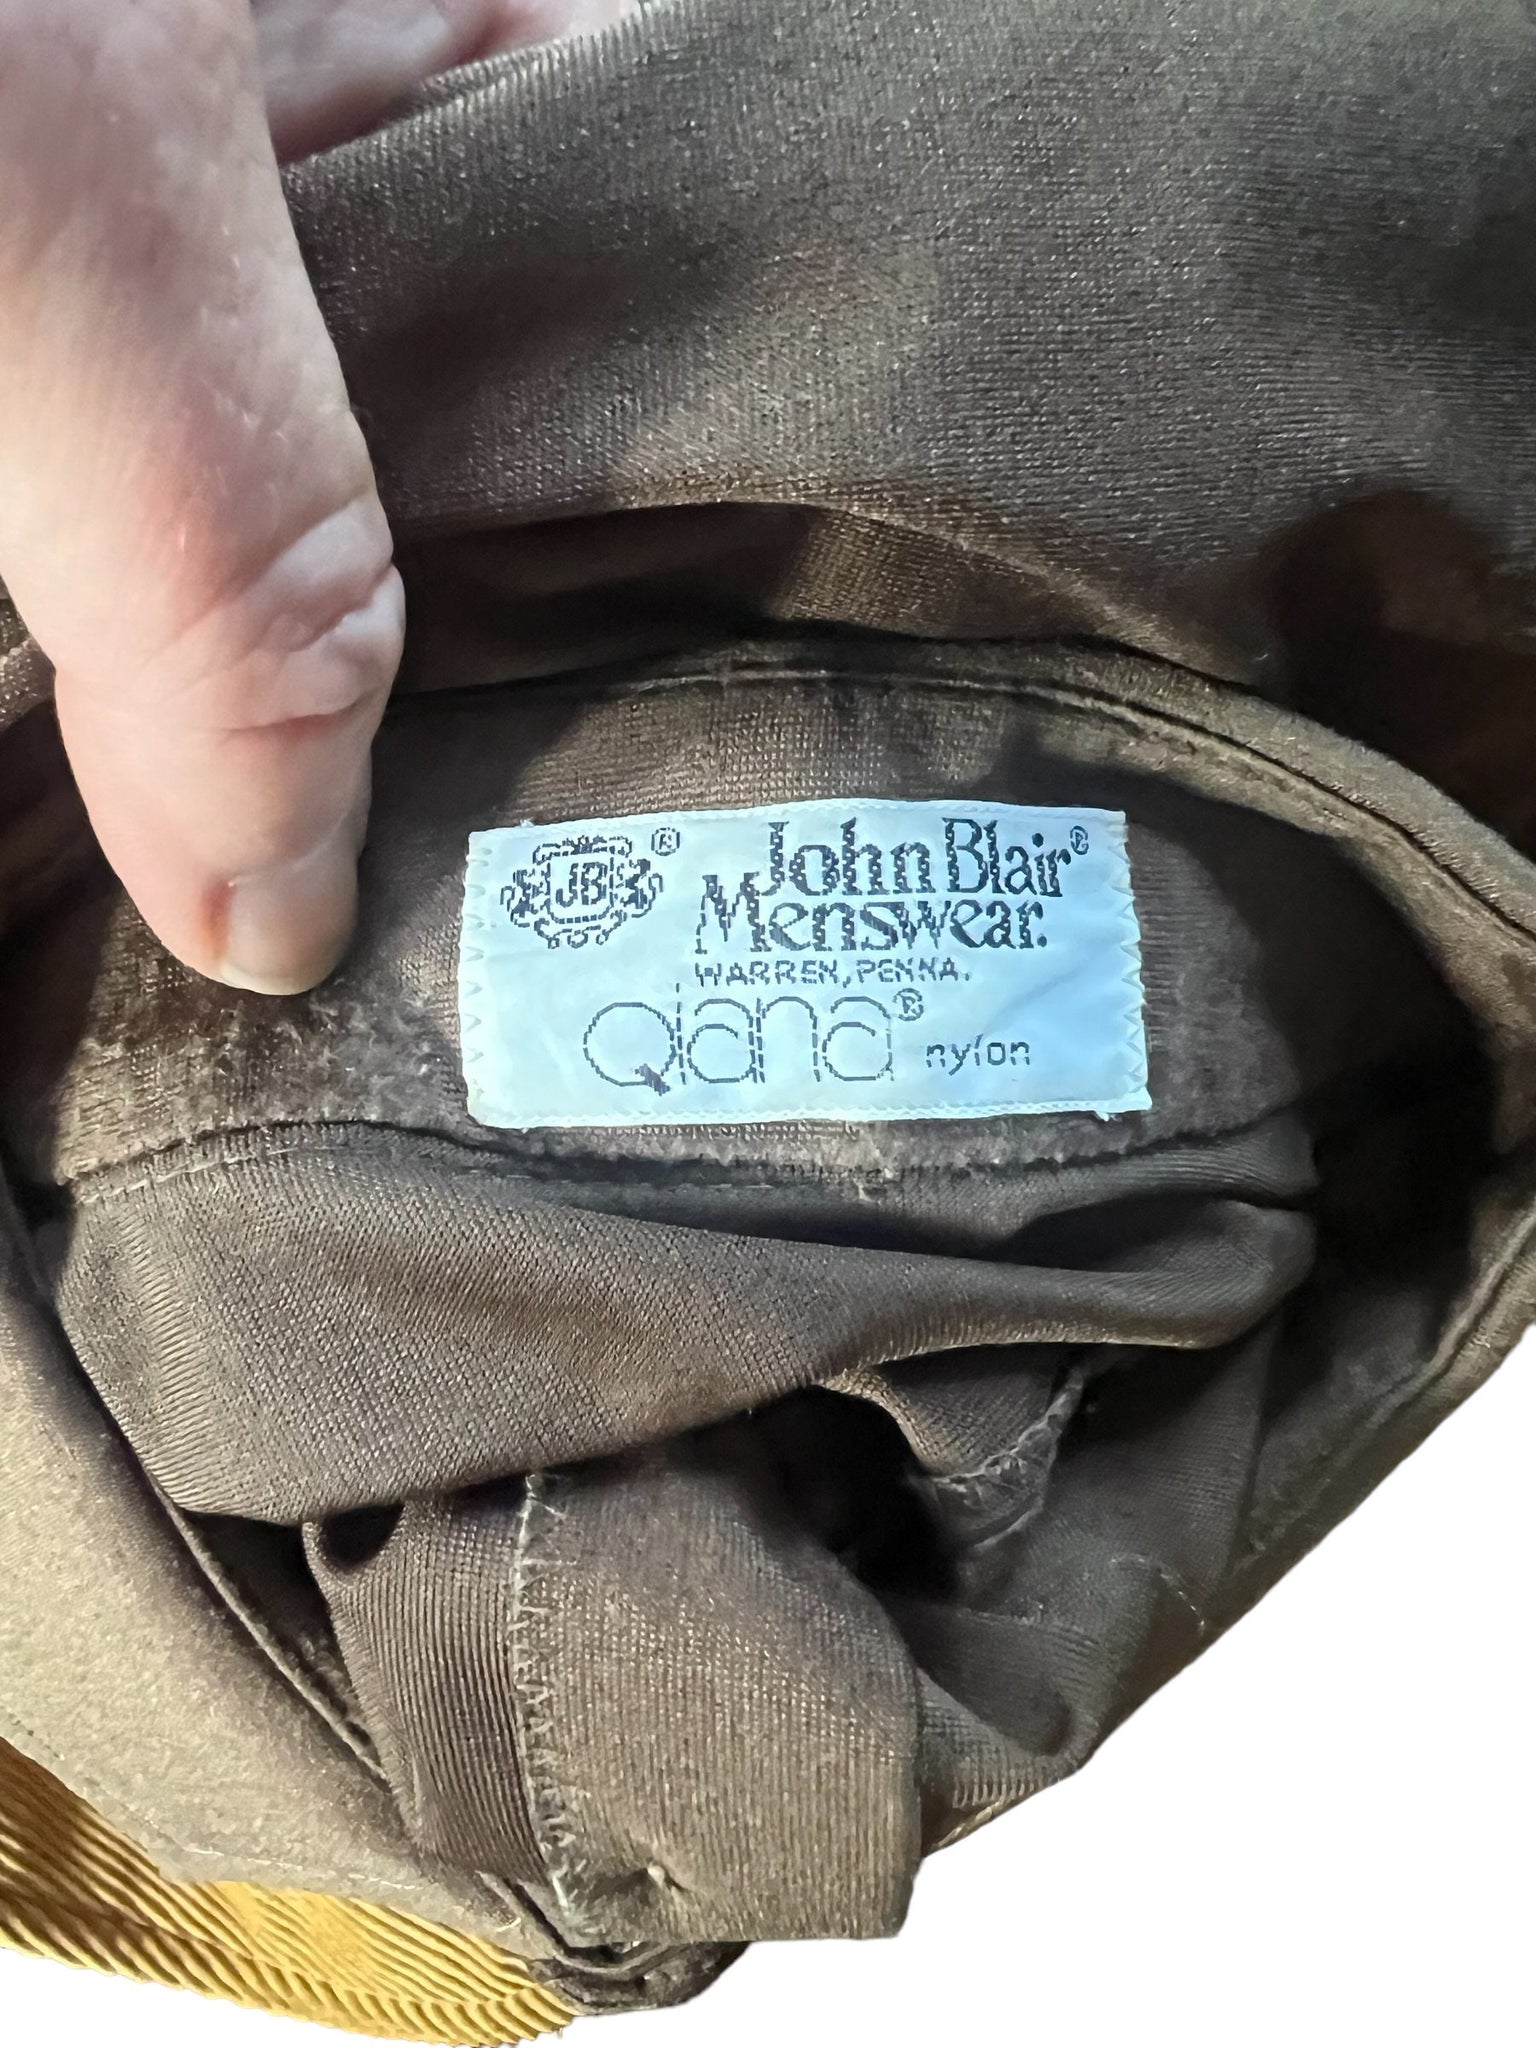 JB ®
John Blair®
Menswear.
WARREN, PENNA.
Qiana® nylon